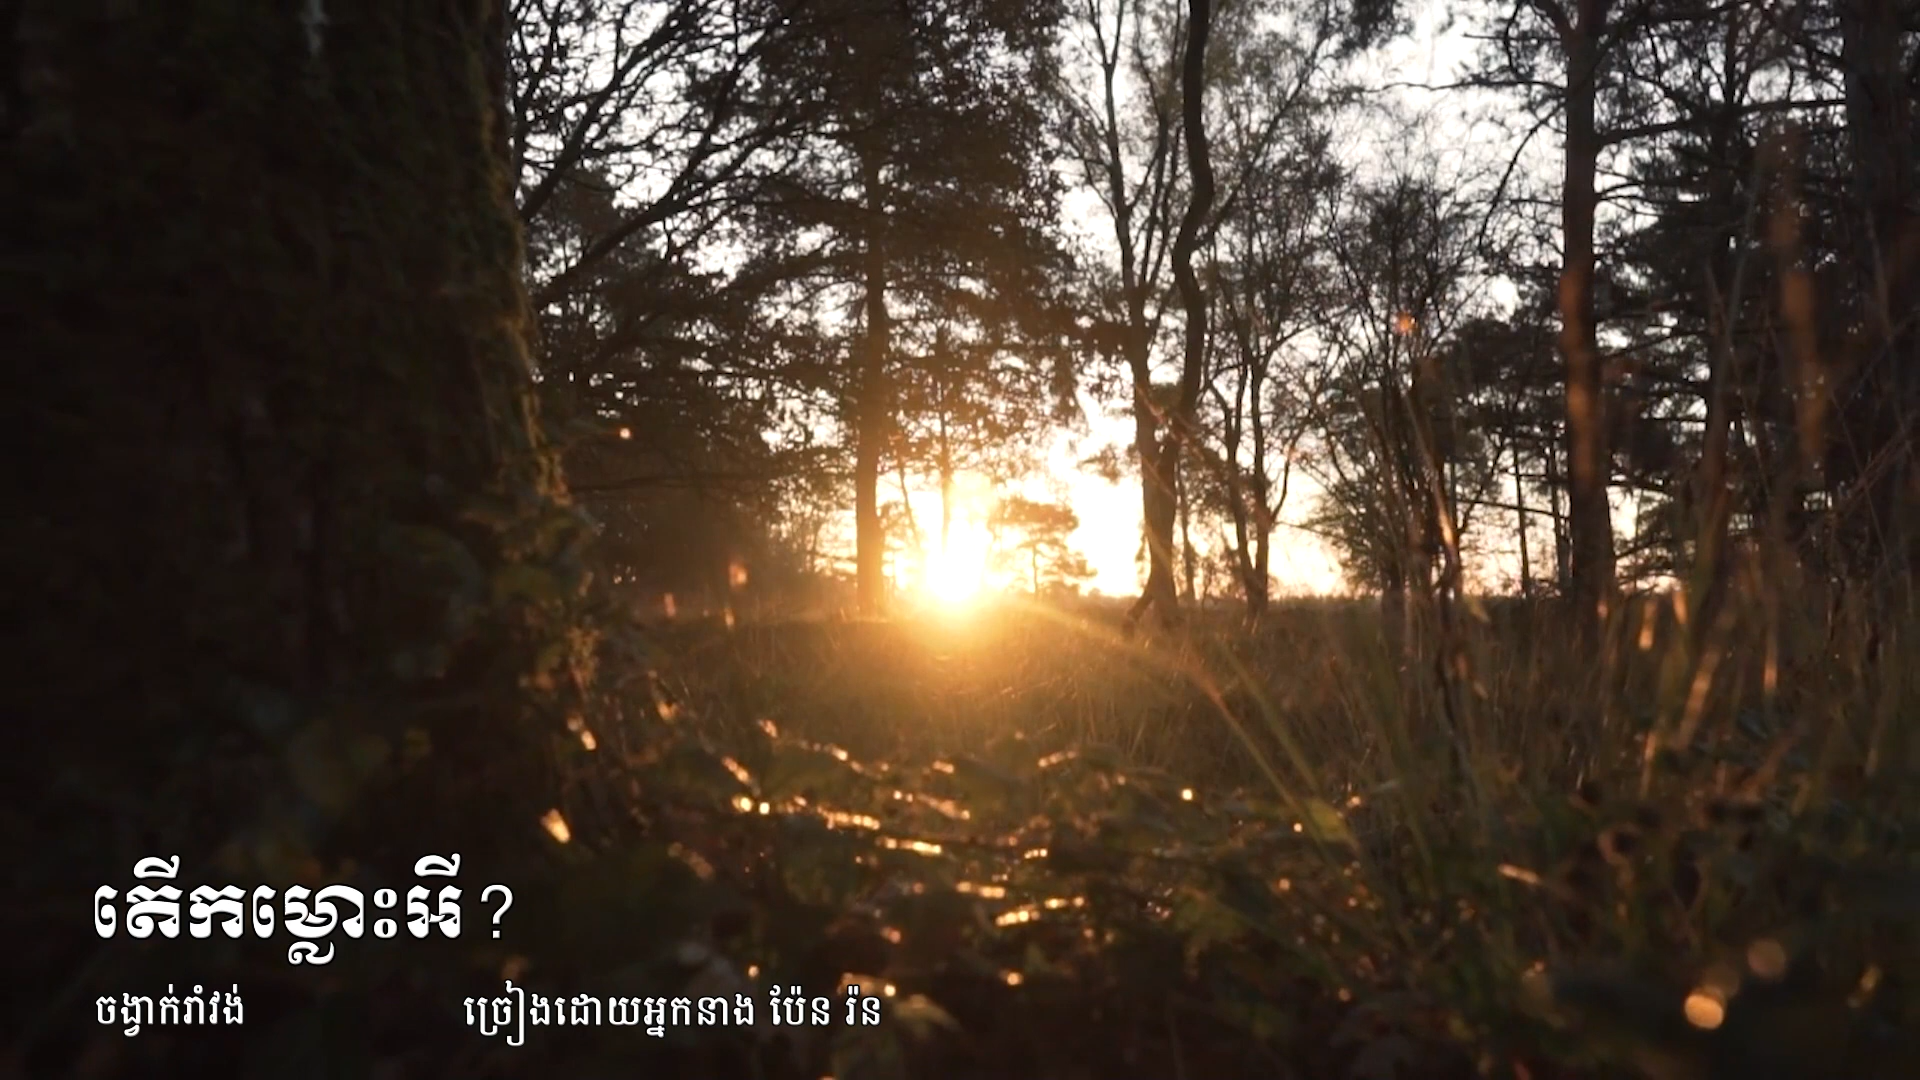 តើកម្លោះអី ?
ចង្វាក់រាំវង់
ច្រៀងដោយអ្នកនាង ប៉ែន រ៉ន